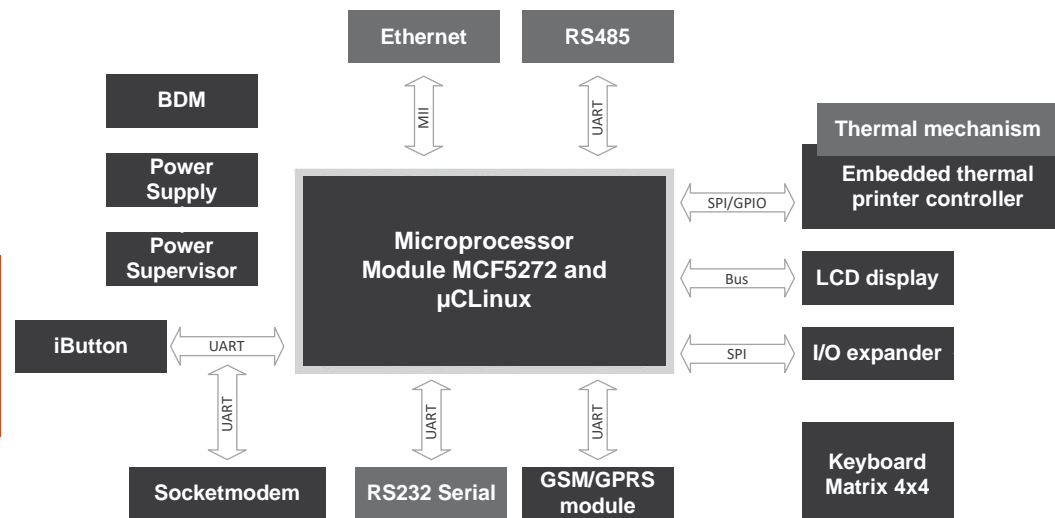 Ethernet
RS485
BDM
MII
UART
Thermal mechanism
Power
Supply
Embedded thermal
printer controller
SPI/GPIO
Power
Supervisor
Microprocessor
Module MCF5272 and
µCLinux
Bus
LCD display
iButton
UART
SPI
I/O expander
UART
UART
UART
Keyboard
Matrix 4x4
Socketmodem
RS232 Serial
GSM/GPRS
module